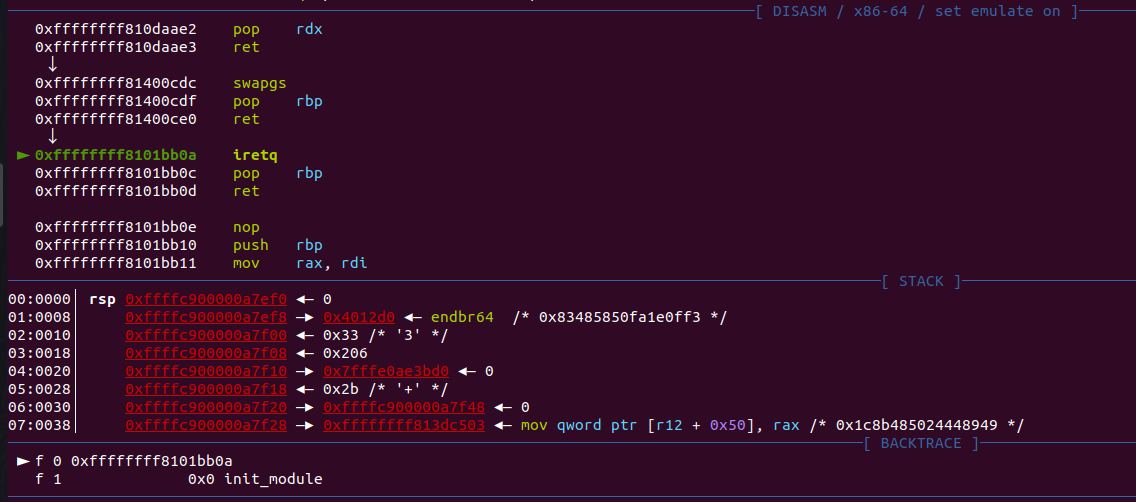 [ DISASM / x86-64 / set emulate on ]
0xffffffff810daae2 pop rdx
0xffffffff810daae3 ret
↓
0xffffffff81400cdc swapgs
0xffffffff81400cdf pop rbp
0xffffffff81400ce0 ret
↓
► 0xffffffff8101bb0a iretq
0xffffffff8101bb0c pop rbp
0xffffffff8101bb0d ret
0xffffffff8101bb0e nop
0xffffffff8101bb10 push rbp
0xffffffff8101bb11 mov rax, rdi
[ STACK ]
00:0000│ rsp 0xffffc900000a7ef0 ◂— 0
01:0008│ 0xffffc900000a7ef8 —▸ 0x4012d0 ◂— endbr64 /* 0x83485850fa1e0ff3 */
02:0010│ 0xffffc900000a7f00 ◂— 0x33 /* '3' */
03:0018│ 0xffffc900000a7f08 ◂— 0x206
04:0020│ 0xffffc900000a7f10 —▸ 0x7fffe0ae3bd0 ◂— 0
05:0028│ 0xffffc900000a7f18 ◂— 0x2b /* '+' */
06:0030│ 0xffffc900000a7f20 —▸ 0xffffc900000a7f48 ◂— 0
07:0038│ 0xffffc900000a7f28 —▸ 0xffffffff813dc503 ◂— mov qword ptr [r12 + 0x50], rax /* 0x1c8b485024448949 */
[ BACKTRACE ]
► f 0 0xffffffff8101bb0a
f 1 0x0 init_module